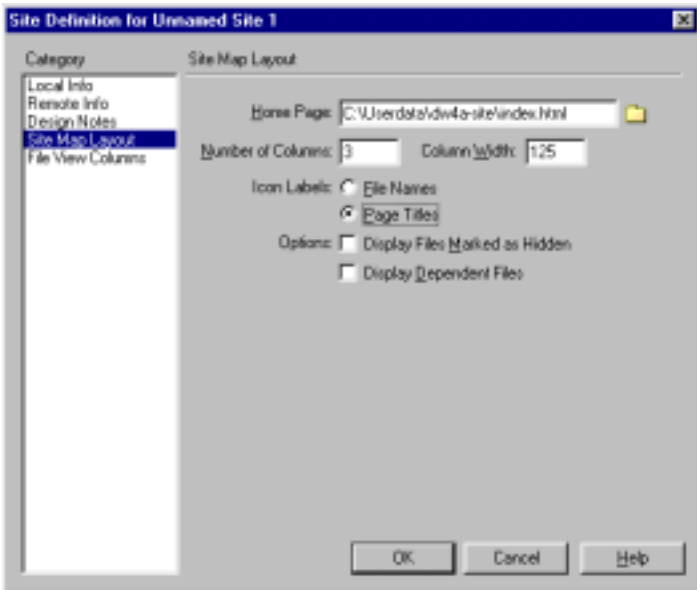 Site Definition for Unnamed Site 1
Category
Local Info
Remote Info
Design Notes
Site Map Layout
File View Columns
Site Map Layout
Home Page: C:\Userdata\dw4a-site\index.html
Number of Columns: 3 Column Width: 125
Icon Labels: File Names
Page Titles
Options: Display Files Marked as Hidden
Display Dependent Files
OK Cancel Help